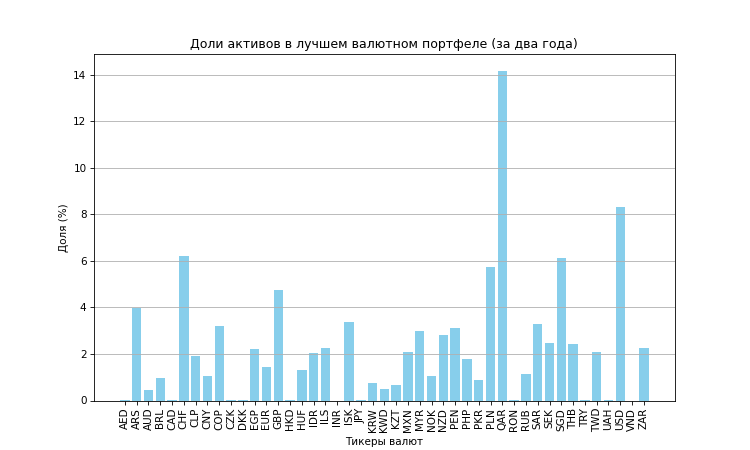 Доли активов в лучшем валютном портфеле (за два года)
Доля (%)
14
12
10
8
6
4
2
0
AED ARS AUD BRL CAD CHF CLP CNY COP CZK DKK EGP EUR GBP HKD HUF IDR ILS INR ISK JPY KRW KWD KZT MXN MYR NOK NZD PEN PHP PKR PLN QAR RON RUB SAR SEK SGD THB TRY TWD UAH USD VND ZAR
Тикеры валют